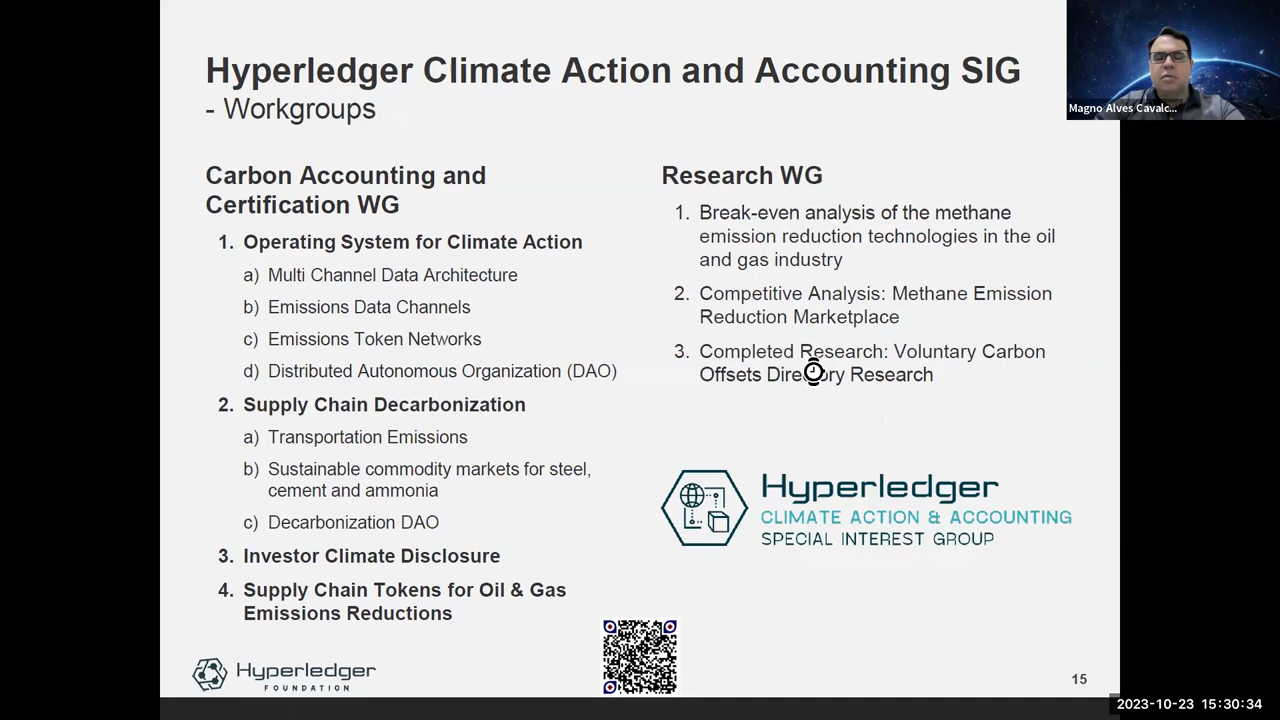 Hyperledger Climate Action and Accounting SIG
- Workgroups
Magno Alves Cavalc...
Carbon Accounting and
Certification WG
1. Operating System for Climate Action
a) Multi Channel Data Architecture
b) Emissions Data Channels
c) Emissions Token Networks
d) Distributed Autonomous Organization (DAO)
2. Supply Chain Decarbonization
a) Transportation Emissions
b) Sustainable commodity markets for steel,
cement and ammonia
c) Decarbonization DAO
3. Investor Climate Disclosure
4. Supply Chain Tokens for Oil & Gas
Emissions Reductions
Research WG
1. Break-even analysis of the methane
emission reduction technologies in the oil
and gas industry
2. Competitive Analysis: Methane Emission
Reduction Marketplace
3. Completed Research: Voluntary Carbon
Offsets Directory Research
Hyperledger
CLIMATE ACTION & ACCOUNTING
SPECIAL INTEREST GROUP
Hyperledger
FOUNDATION
15
2023-10-23 15:30:34